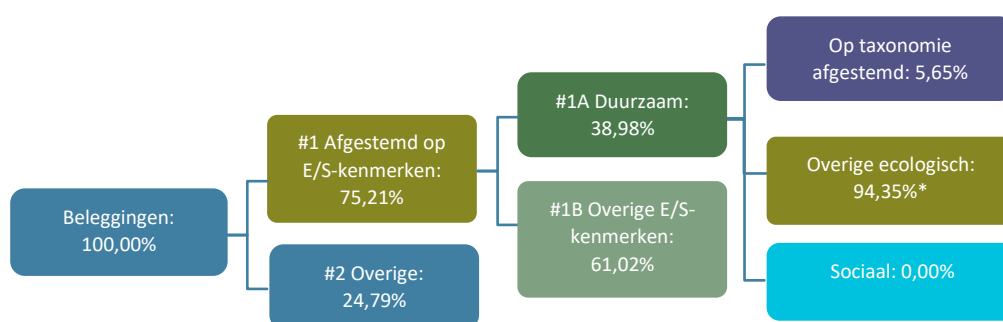 Beleggingen:
100,00%
#1 Afgestemd op
E/S-kenmerken:
75,21%
#2 Overige:
24,79%
#1A Duurzaam:
38,98%
#1B Overige E/S-
kenmerken:
61,02%
Op taxonomie
afgestemd: 5,65%
Overige ecologisch:
94,35%*
Sociaal: 0,00%